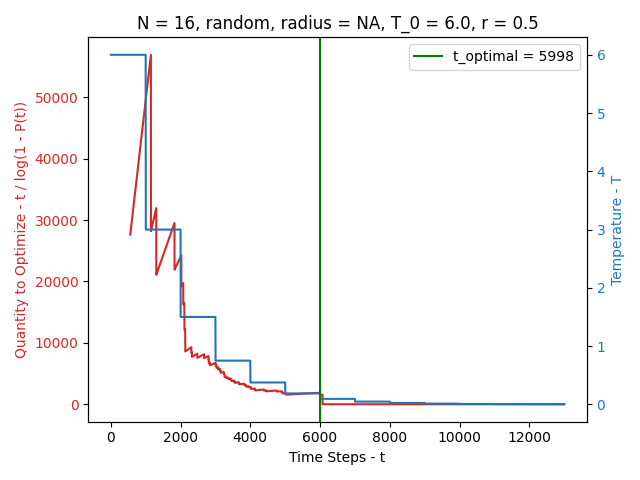 N = 16, random, radius = NA, T_0 = 6.0, r = 0.5
t_optimal = 5998
Quantity to Optimize - t / log(1 - P(t))
50000
40000
30000
20000
10000
0
6
5
4
3
2
1
0
Temperature - T
0 2000 4000 6000 8000 10000 12000
Time Steps - t